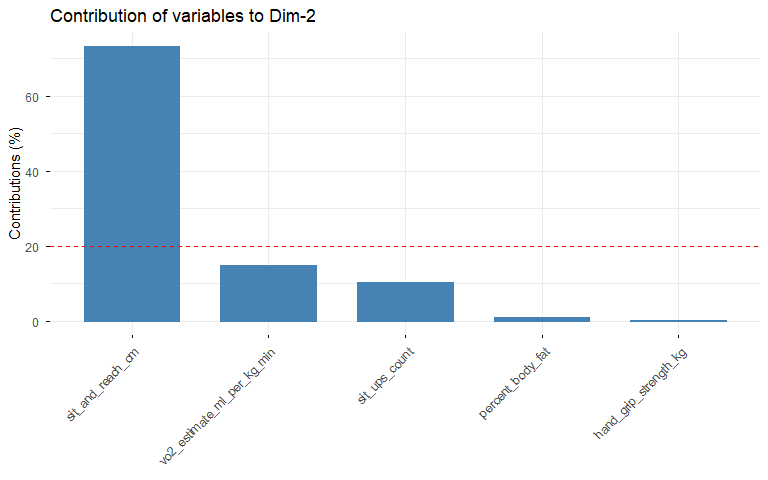 Contribution of variables to Dim-2
Contributions (%)
60
40
20
0
sit_and_reach_cm
vo2_estimate_ml_per_kg_min
sit_ups_count
percent_body_fat
hand_grip_strength_kg